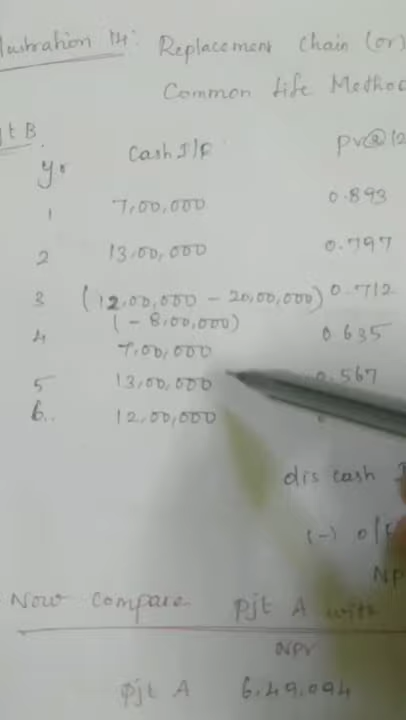 Illustration 14: Replacement Chain (or)
Common Life Method
Pjt B
Yr Cash I/F PV@12
1 7,00,000 0.893
2 13,00,000 0.797
3 (12,00,000 - 20,00,000) 0.712
(- 8,00,000)
4 7,00,000 0.635
5 13,00,000 0.567
6. 12,00,000
dis cash
(-) O/F
NP
Now compare Pjt A with
NPV
Pjt A 6,49,094